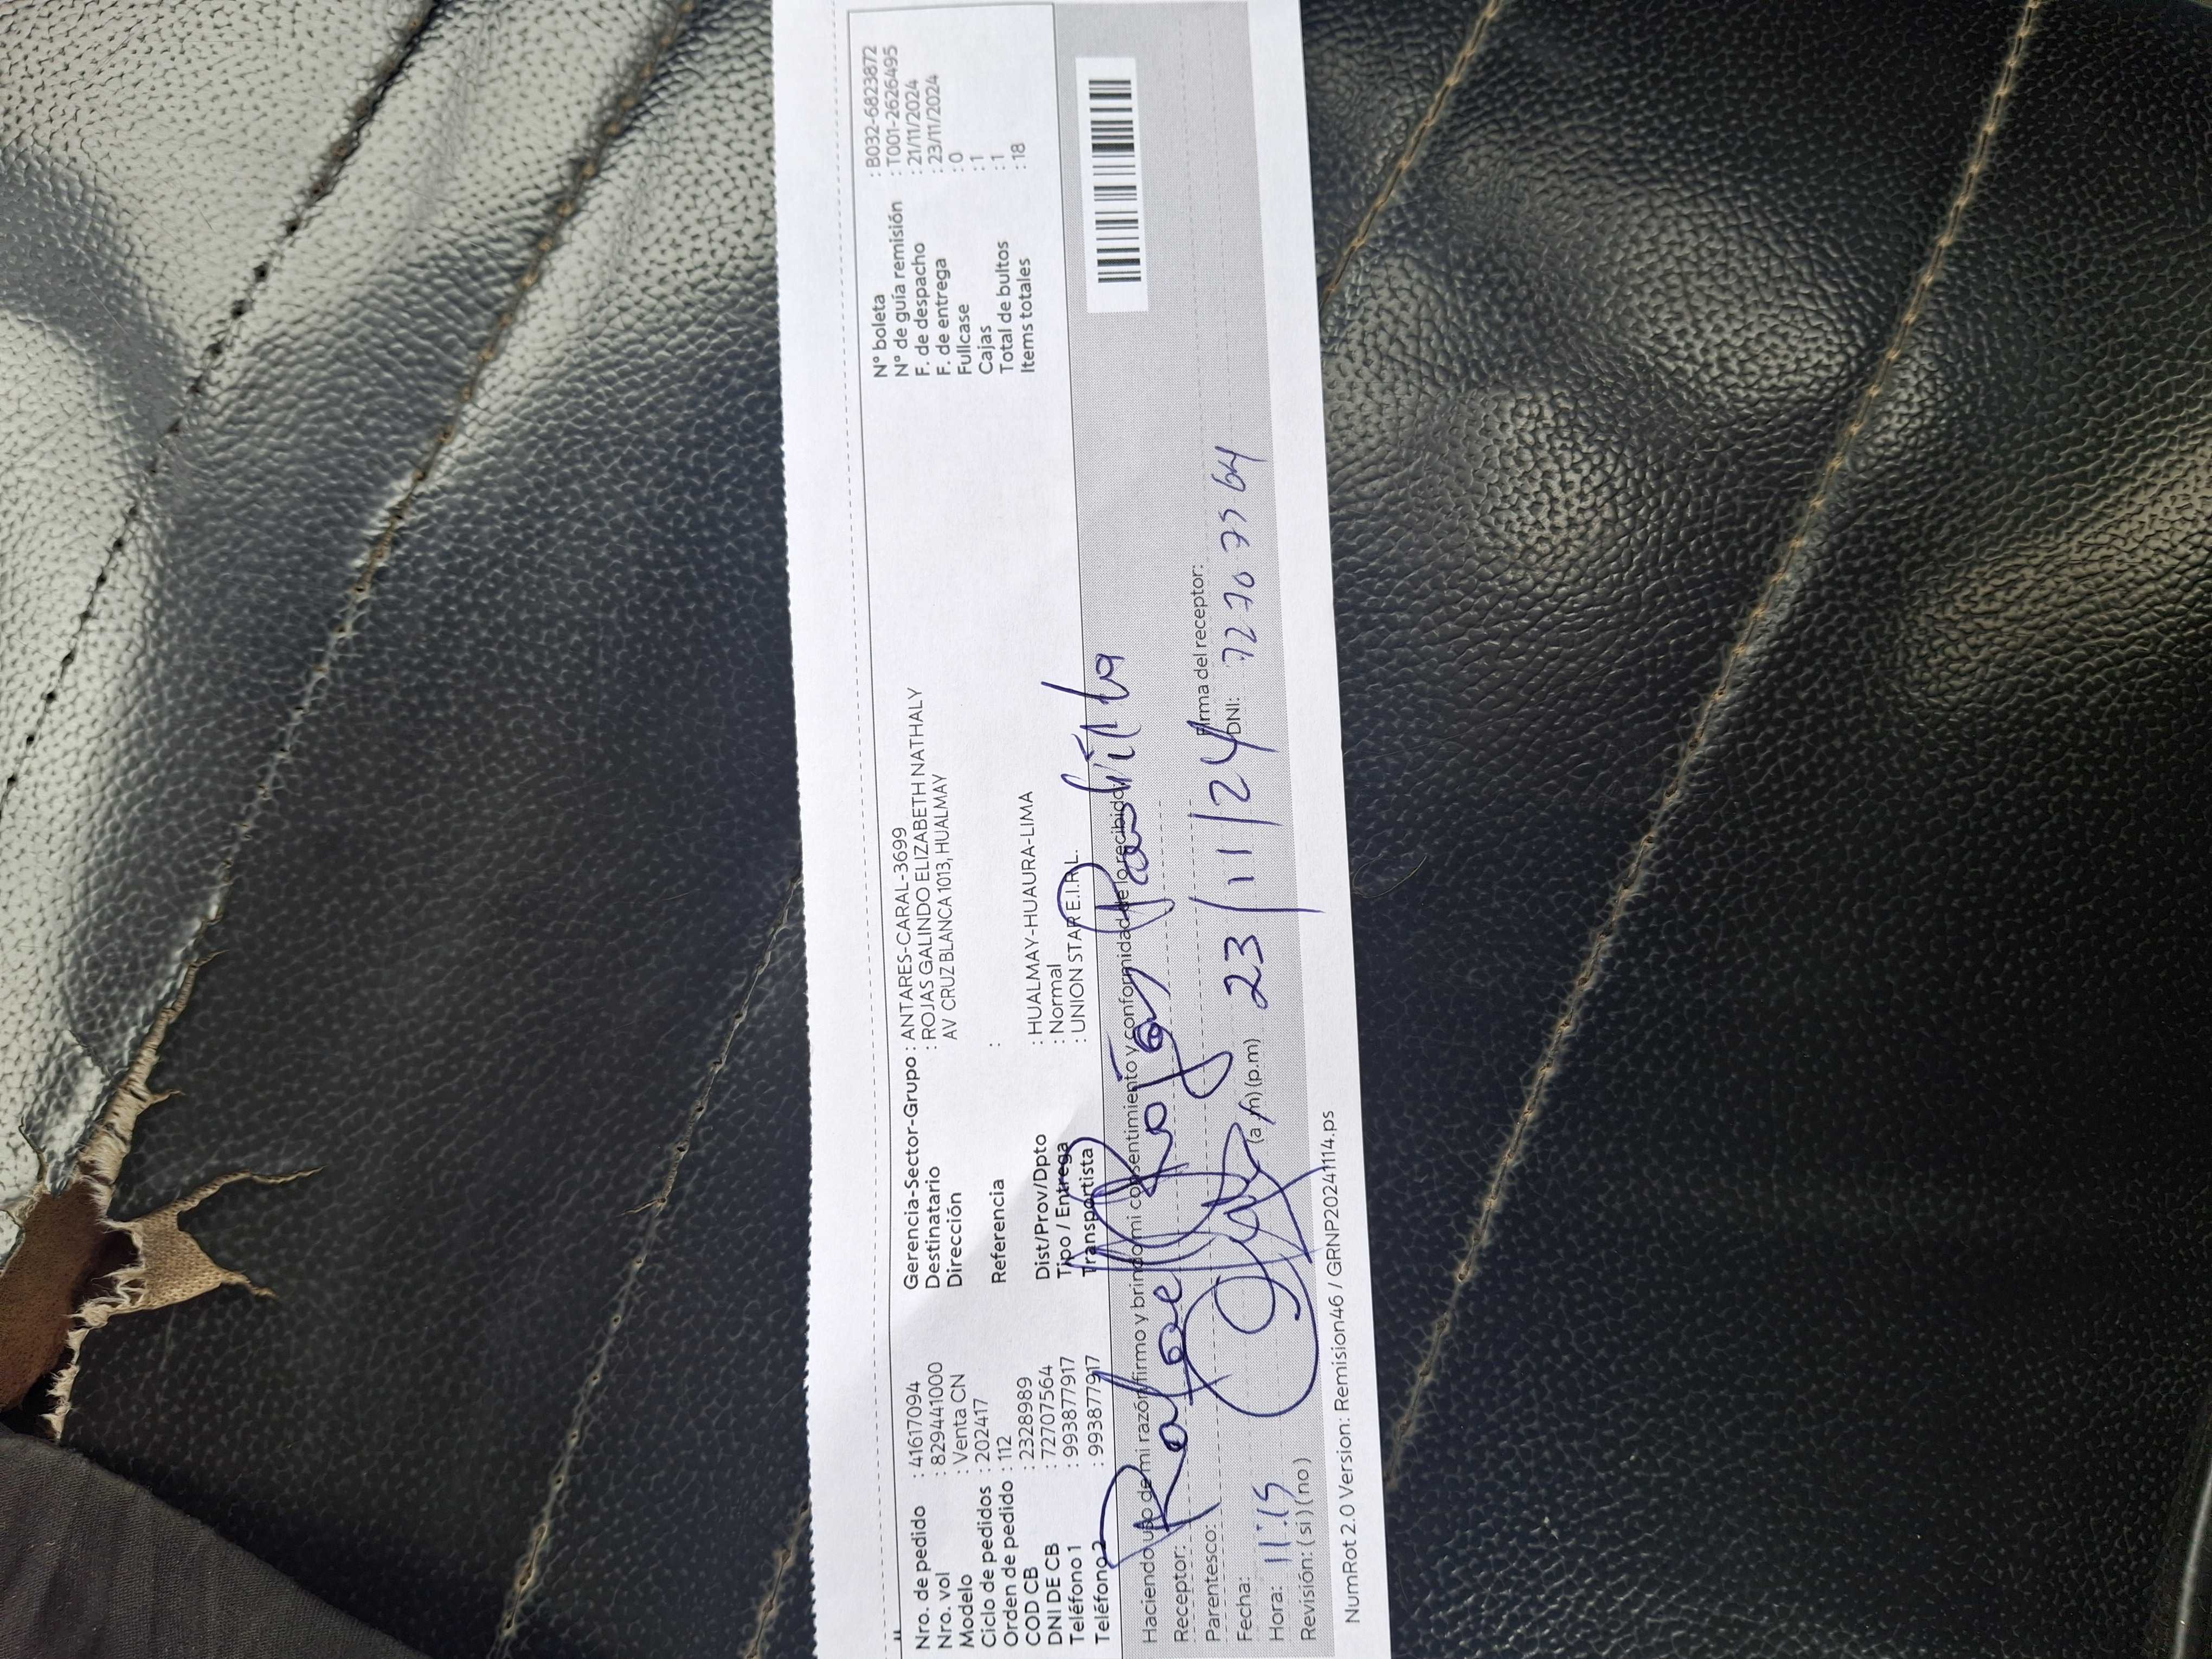 Nro. de pedido : 41617094
Nro. vol : 829441000
Modelo : Venta CN
Ciclo de pedidos : 202417
Orden de pedido : 112
COD CB : 2328989
DNI DE CB : 72707564
Teléfono 1 : 993877917
Teléfono 2 : 993877917
Gerencia-Sector-Grupo : ANTARES-CARAL-3699
Destinatario : ROJAS GALINDO ELIZABETH NATHALY
Dirección AV CRUZ BLANCA 1013, HUALMAY
Referencia :
Dist/Prov/Dpto : HUALMAY-HUAURA-LIMA
Tipo / Entrega : Normal
Transportista : UNION STAR E.I.R.L.
N° boleta : B032-6823872
N° de guía remisión : T001-2626495
F. de despacho : 21/11/2024
F. de entrega : 23/11/2024
Fullcase : 0
Cajas : 1
Total de bultos : 1
Items totales : 18
Haciendo uso de mi razón firmo y brindo mi consentimiento y conformidad de lo recibido
Receptor: Rafael Rojas
Parentesco:
Firma del receptor:
Fecha: 23/11/24
DNI: 72707564
Hora: 11:15 (a.m) (p.m)
Revisión: ( si ) ( no )
NumRot 2.0 Version: Remision46 / GRNP20241114.ps